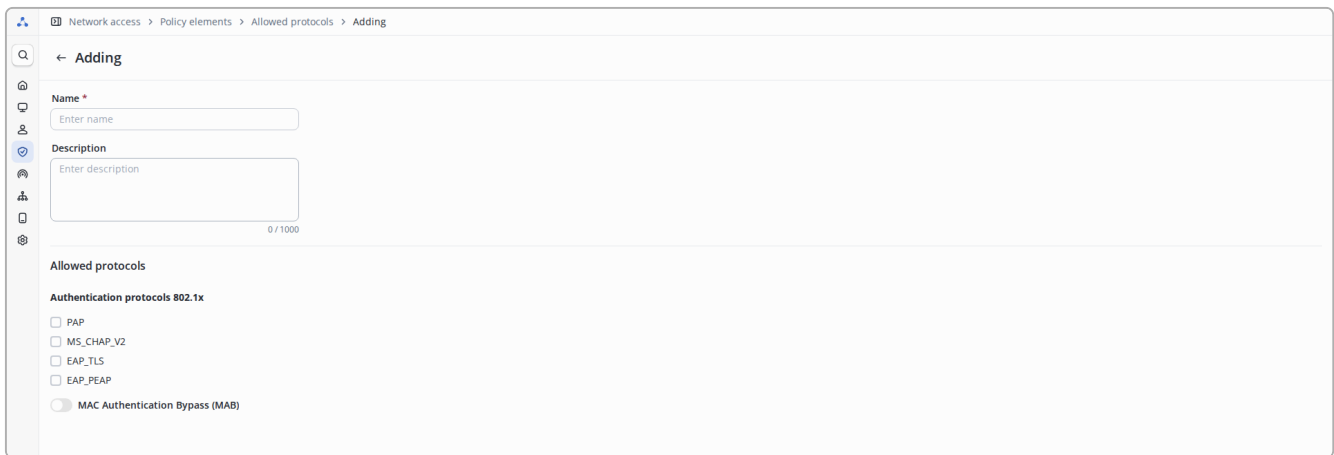 Network access > Policy elements > Allowed protocols > Adding
← Adding
Name *
Enter name
Description
Enter description
0 / 1000
Allowed protocols
Authentication protocols 802.1x
PAP
MS_CHAP_V2
EAP_TLS
EAP_PEAP
MAC Authentication Bypass (MAB)